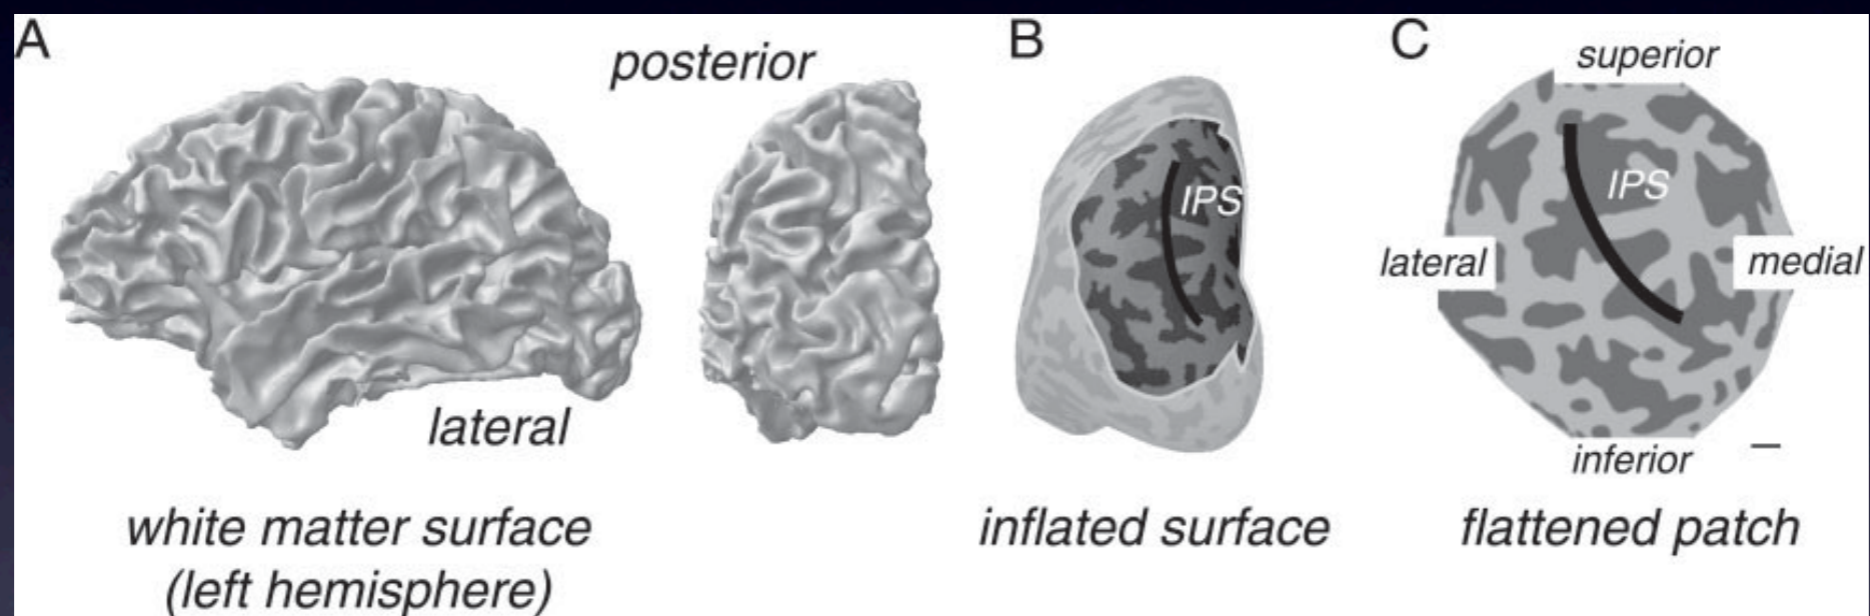 A
posterior
lateral
white matter surface
(left hemisphere)
B
IPS
inflated surface
C
superior
IPS
lateral
medial
inferior
flattened patch